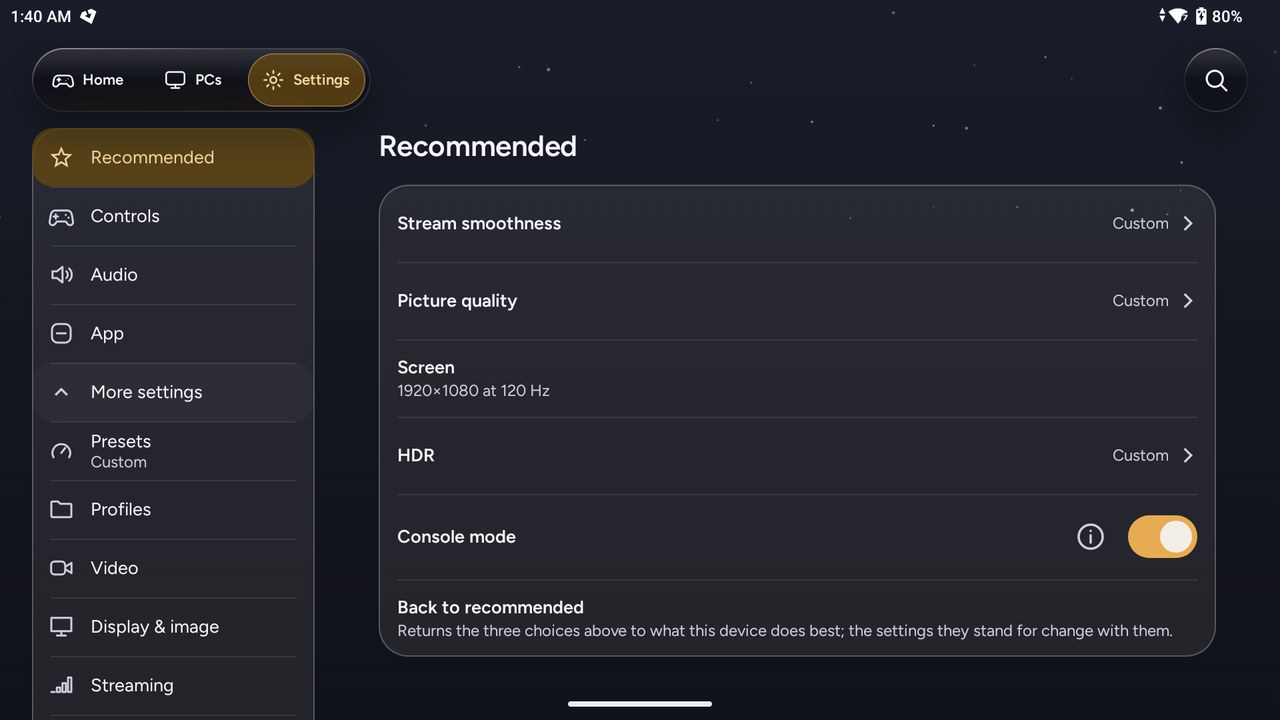 1:40 AM
80%
Home
PCs
Settings
Recommended
Controls
Audio
App
More settings
Presets
Custom
Profiles
Video
Display & image
Streaming
Recommended
Stream smoothness
Custom
Picture quality
Custom
Screen
1920×1080 at 120 Hz
HDR
Custom
Console mode
Back to recommended
Returns the three choices above to what this device does best; the settings they stand for change with them.